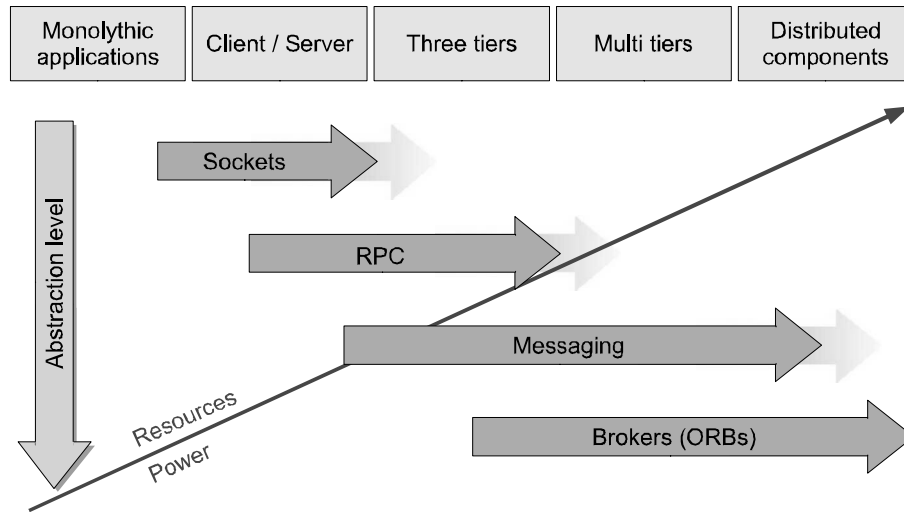 Monolythic
applications
Client / Server
Three tiers
Multi tiers
Distributed
components
Sockets
RPC
Abstraction level
Messaging
Resources
Power
Brokers (ORBs)